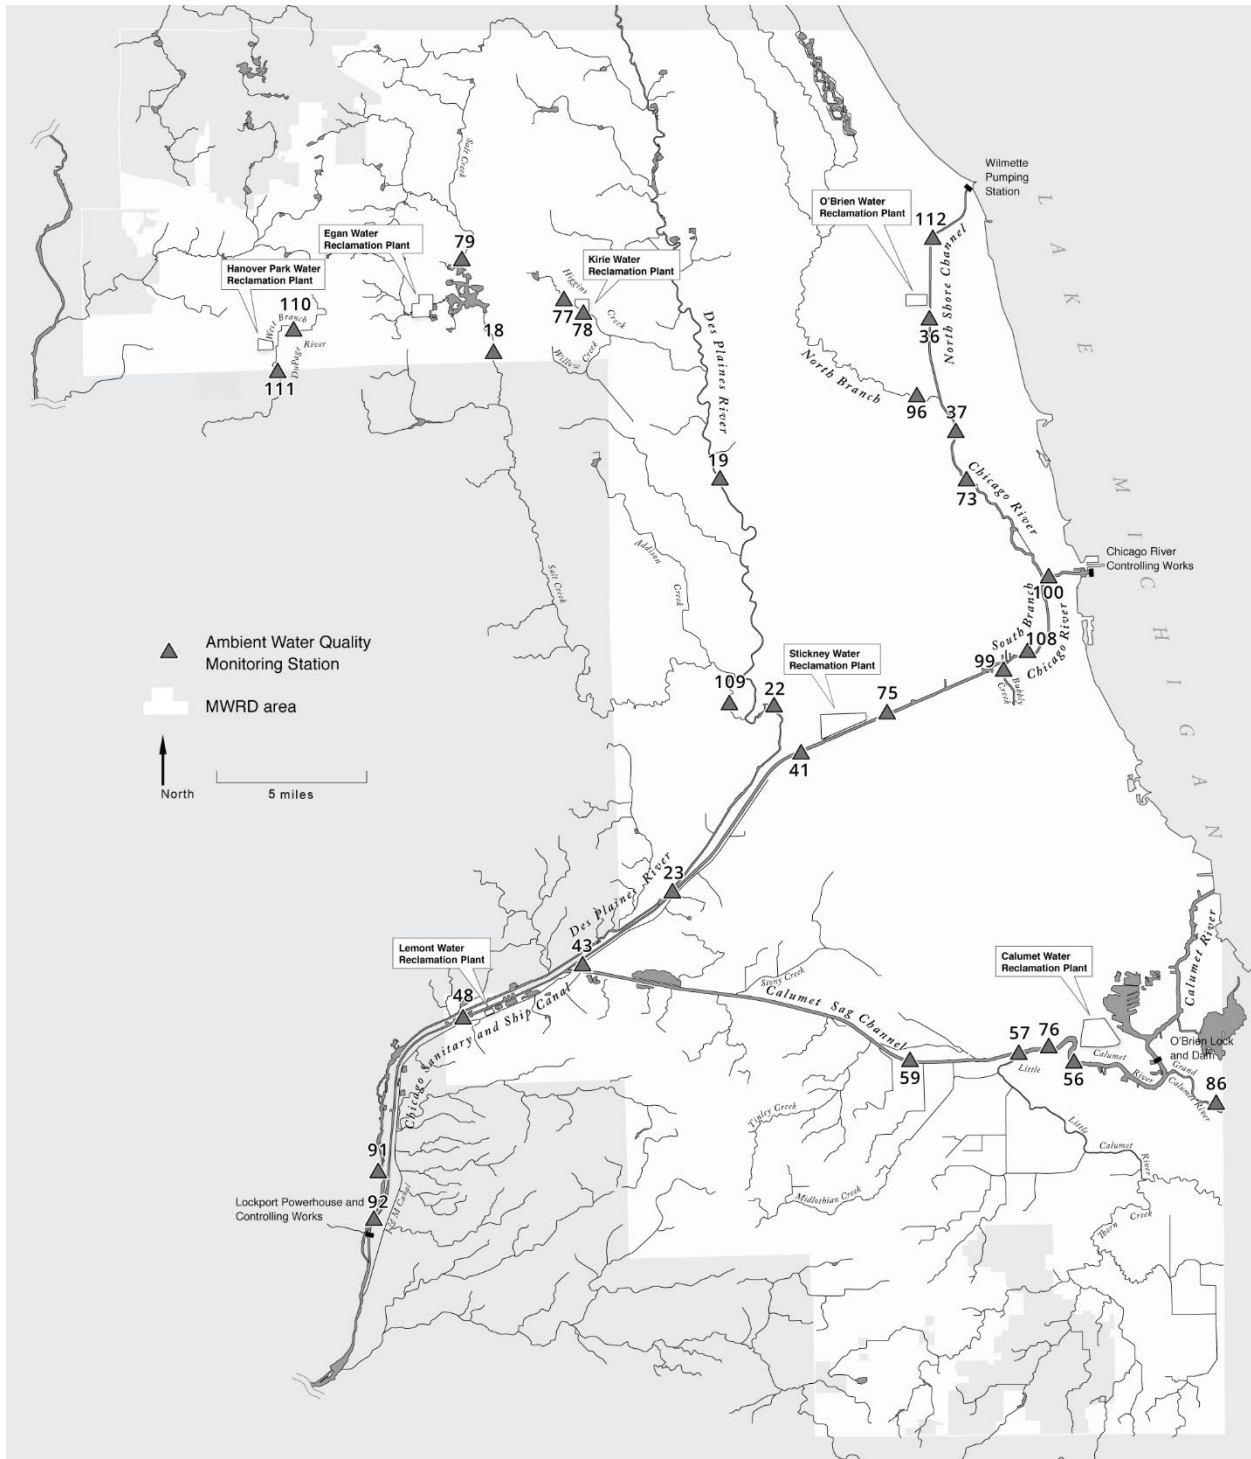 Wilmette
Pumping
Station
O'Brien Water
Reclamation Plant
112
North Shore Channel
36
L A K E
M I C H I G A N
Egan Water
Reclamation Plant
Salt Creek
79
Hanover Park Water
Reclamation Plant
110
West
Branch
DuPage
River
111
18
Kirie Water
Reclamation Plant
Higgins
Creek
77
78
Willow Creek
Des Plaines River
North Branch
96
37
19
73
Chicago River
Addison
Creek
Salt Creek
Chicago River
Controlling Works
100
South Branch
Chicago River
108
99
Bubbly
Creek
Ambient Water Quality
Monitoring Station
MWRD area
North
5 miles
Stickney Water
Reclamation Plant
109
22
75
41
23
Des Plaines River
43
Lemont Water
Reclamation Plant
48
Chicago Sanitary and Ship Canal
Stony Creek
Calumet Sag Channel
Calumet Water
Reclamation Plant
Calumet River
57
76
O'Brien Lock
and Dam
59
Little
56
Calumet
River
Grand
Calumet River
86
Tinley Creek
Little
Calumet
River
Midlothian Creek
Thorn Creek
91
92
Lockport Powerhouse and
Controlling Works
I and M Canal